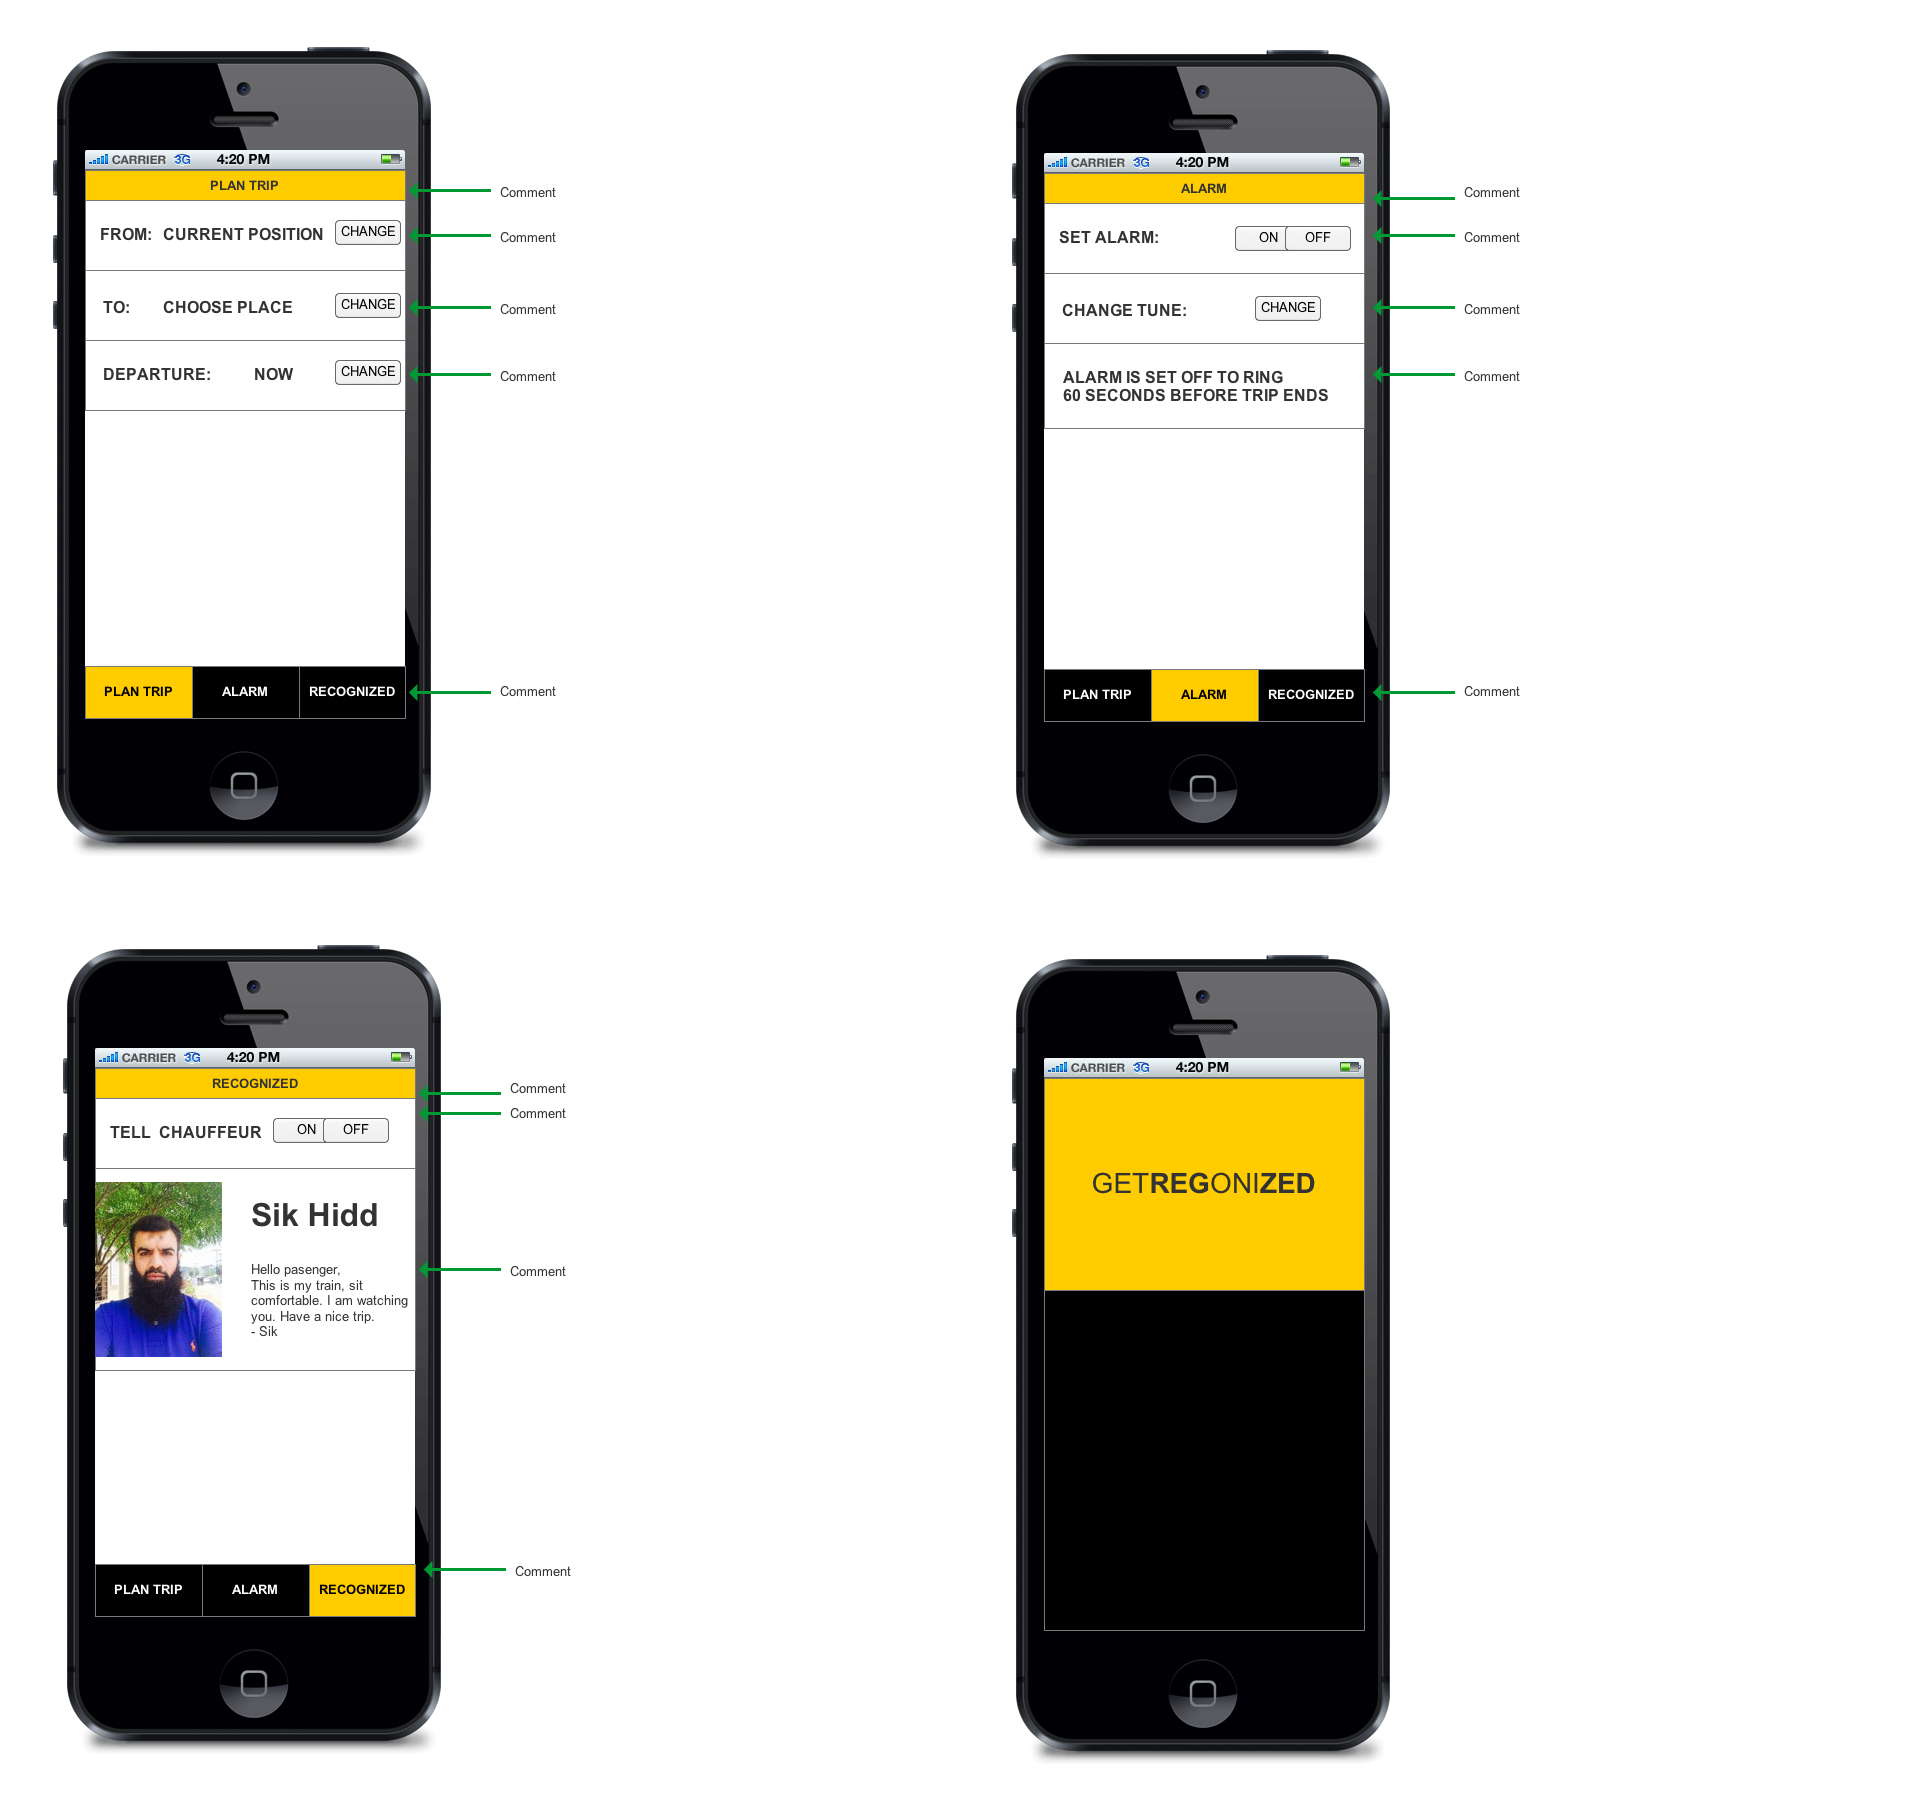 CARRIER 3G 4:20 PM
PLAN TRIP
Comment
FROM: CURRENT POSITION CHANGE
Comment
TO: CHOOSE PLACE CHANGE
Comment
DEPARTURE: NOW CHANGE
Comment
PLAN TRIP ALARM RECOGNIZED
Comment
CARRIER 3G 4:20 PM
ALARM
Comment
SET ALARM: ON OFF
Comment
CHANGE TUNE: CHANGE
Comment
ALARM IS SET OFF TO RING
60 SECONDS BEFORE TRIP ENDS
Comment
PLAN TRIP ALARM RECOGNIZED
Comment
CARRIER 3G 4:20 PM
RECOGNIZED
Comment
Comment
TELL CHAUFFEUR ON OFF
Sik Hidd
Hello pasenger,
This is my train, sit
comfortable. I am watching
you. Have a nice trip.
- Sik
Comment
PLAN TRIP ALARM RECOGNIZED
Comment
CARRIER 3G 4:20 PM
GETREGONIZED